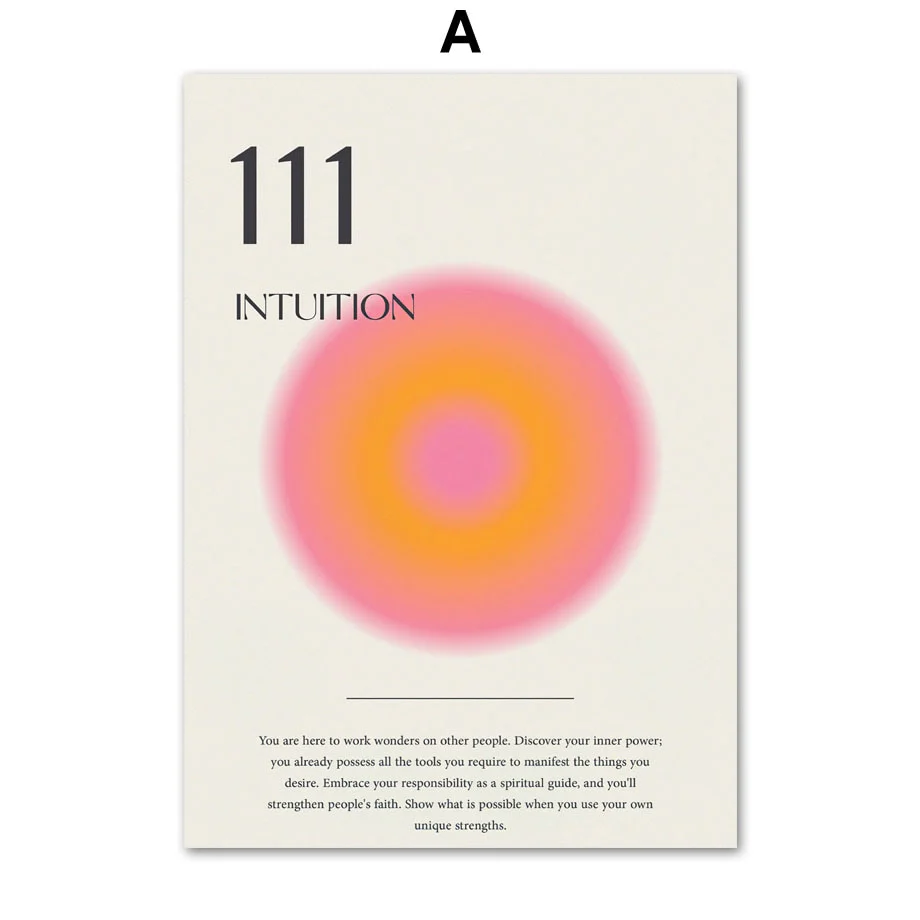 A
111
INTUITION
You are here to work wonders on other people. Discover your inner power;
you already possess all the tools you require to manifest the things you
desire. Embrace your responsibility as a spiritual guide, and you'll
strengthen people's faith. Show what is possible when you use your own
unique strengths.